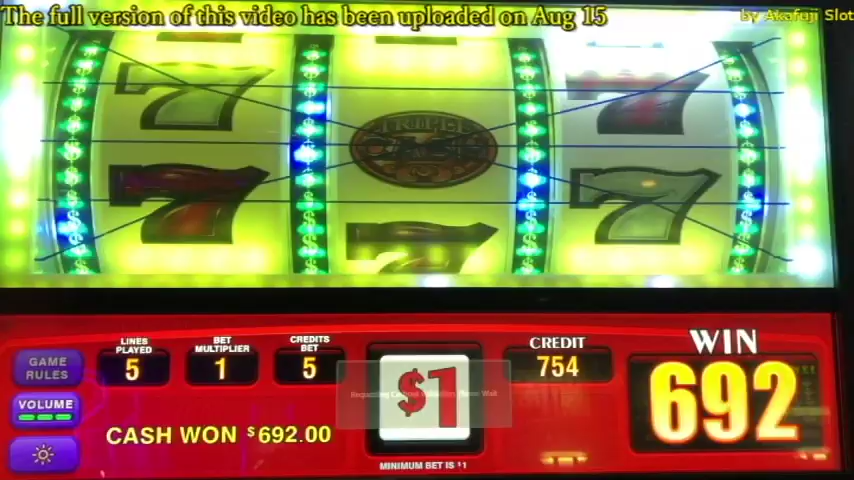 The full version of this video has been uploaded on Aug 15
by Akafuji Slot
TRIPLE
CASH
GAME RULES
VOLUME
LINES PLAYED
5
BET MULTIPLIER
1
CREDITS BET
5
CASH WON $692.00
$1
MINIMUM BET IS $1
CREDIT
754
WIN
692